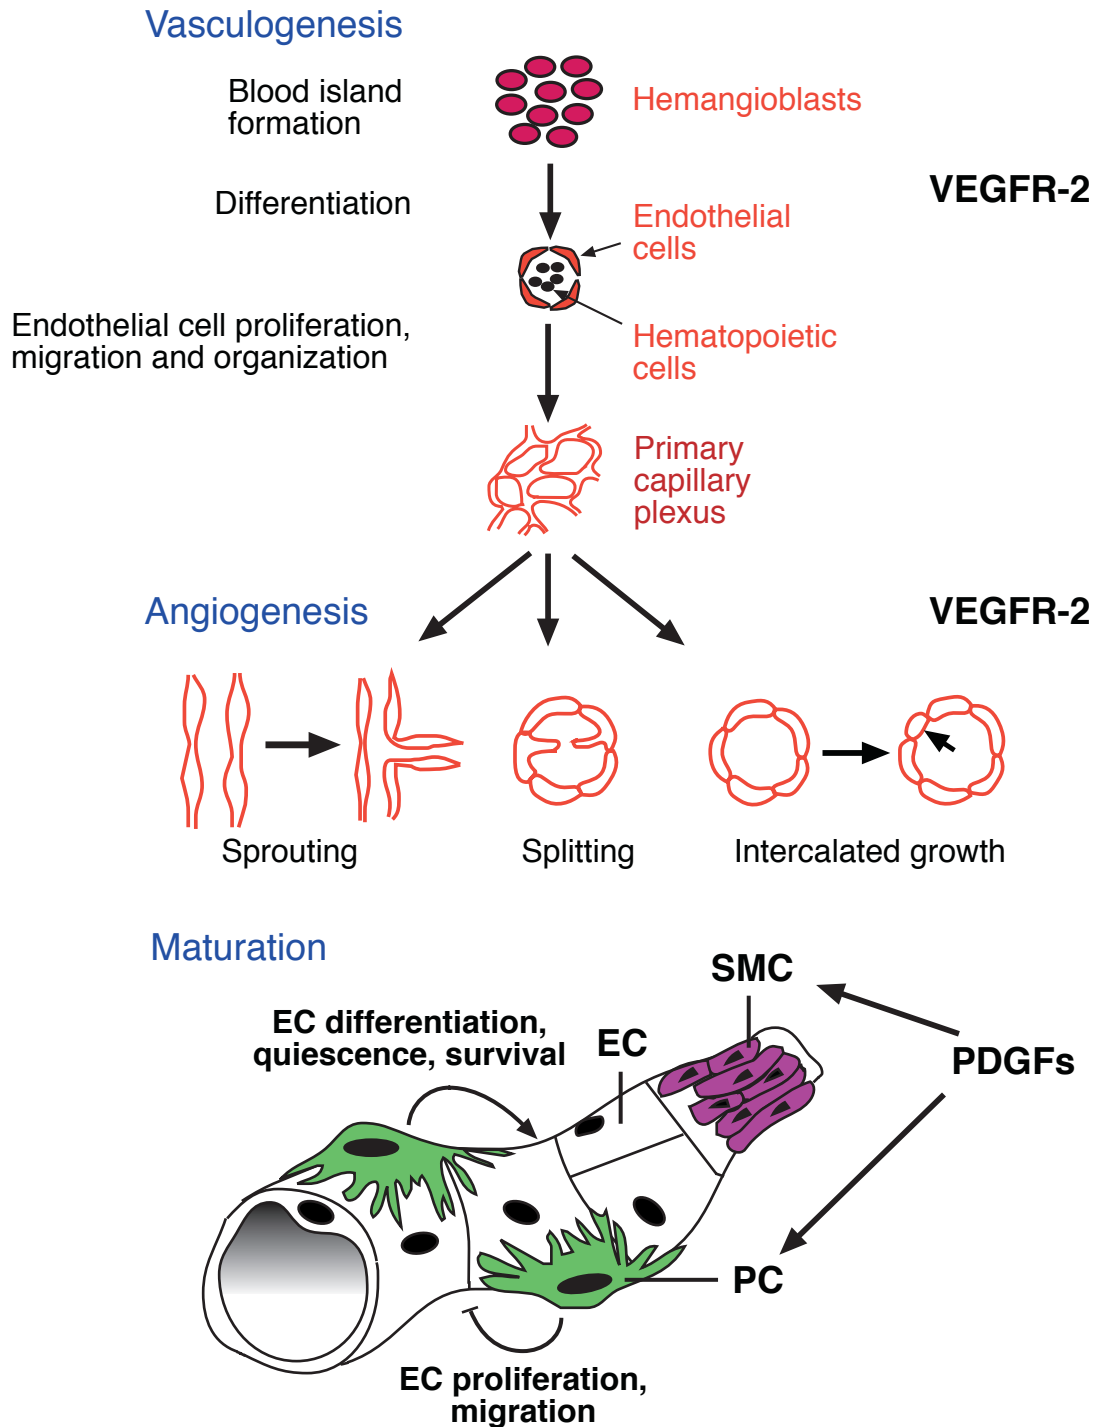 Vasculogenesis
Blood island
formation
Hemangioblasts
VEGFR-2
Differentiation
Endothelial
cells
Endothelial cell proliferation,
migration and organization
Hematopoietic
cells
Primary
capillary
plexus
Angiogenesis
VEGFR-2
Sprouting
Splitting
Intercalated growth
Maturation
SMC
EC differentiation,
quiescence, survival
EC
PDGFs
PC
EC proliferation,
migration